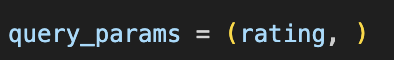 query_params = (rating, )